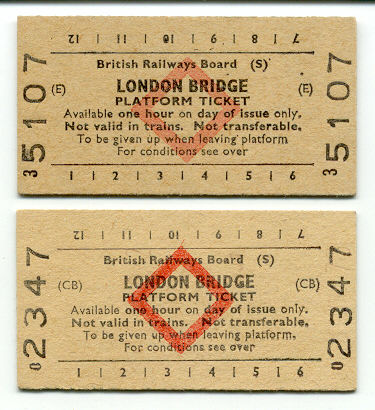 12 | 11 | 10 | 9 | 8 | 7
British Railways Board (S)
(E) LONDON BRIDGE (E)
PLATFORM TICKET
Available one hour on day of issue only.
Not valid in trains. Not transferable.
To be given up when leaving platform
For conditions see over
1 | 2 | 3 | 4 | 5 | 6
35107
35107
12 | 11 | 10 | 9 | 8 | 7
British Railways Board (S)
(CB) LONDON BRIDGE (CB)
PLATFORM TICKET
Available one hour on day of issue only.
Not valid in trains. Not transferable.
To be given up when leaving platform.
For conditions see over
1 | 2 | 3 | 4 | 5 | 6
02347
02347